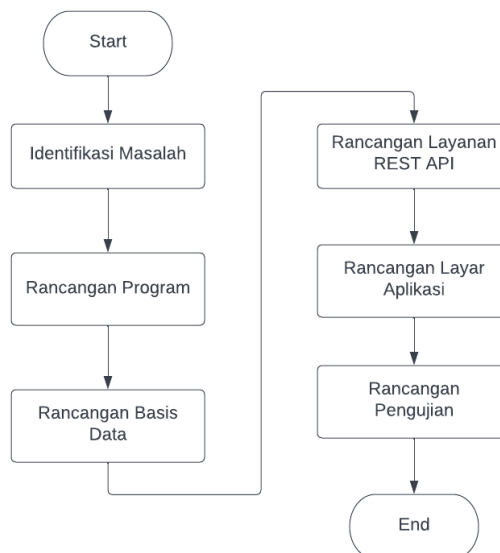 Start
Identifikasi Masalah
Rancangan Program
Rancangan Basis
Data
Rancangan Layanan
REST API
Rancangan Layar
Aplikasi
Rancangan
Pengujian
End